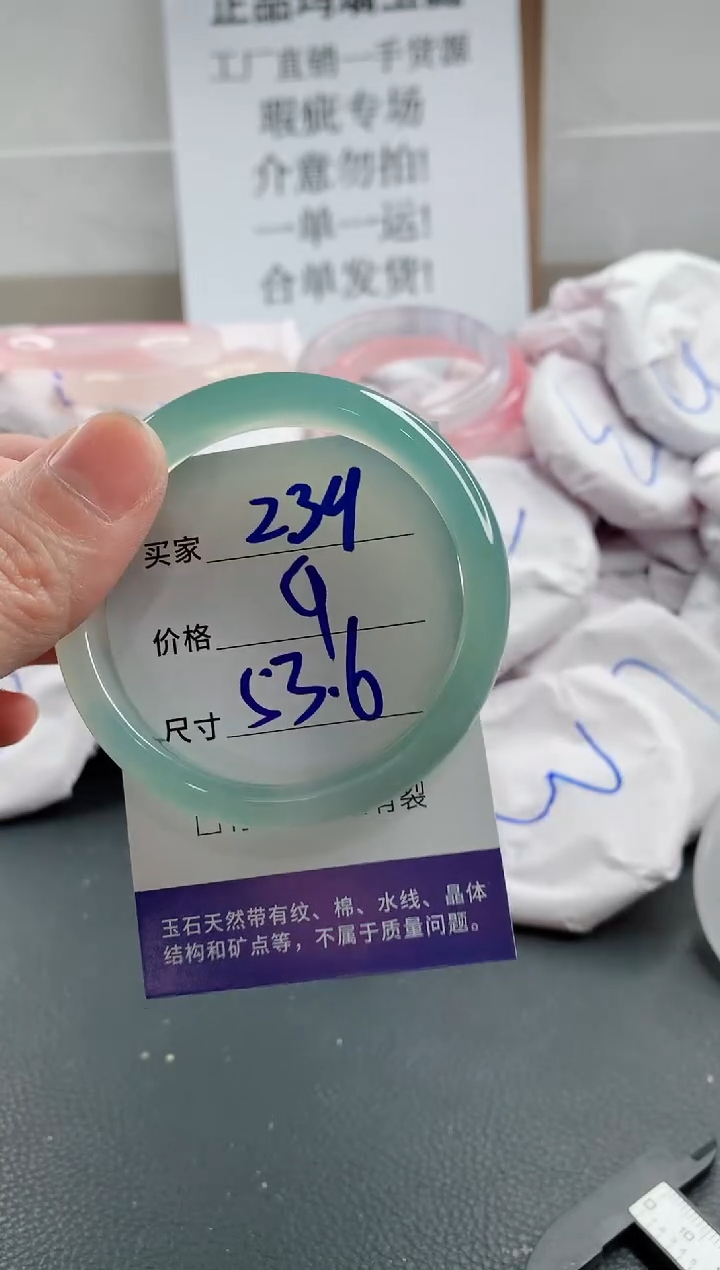 工厂直销一手货源
瑕疵专场
介意勿拍!
一单一运!
合单发货!
买家 234
价格 9
尺寸 53.6
玉石天然带有纹、棉、水线、晶体
结构和矿点等，不属于质量问题。